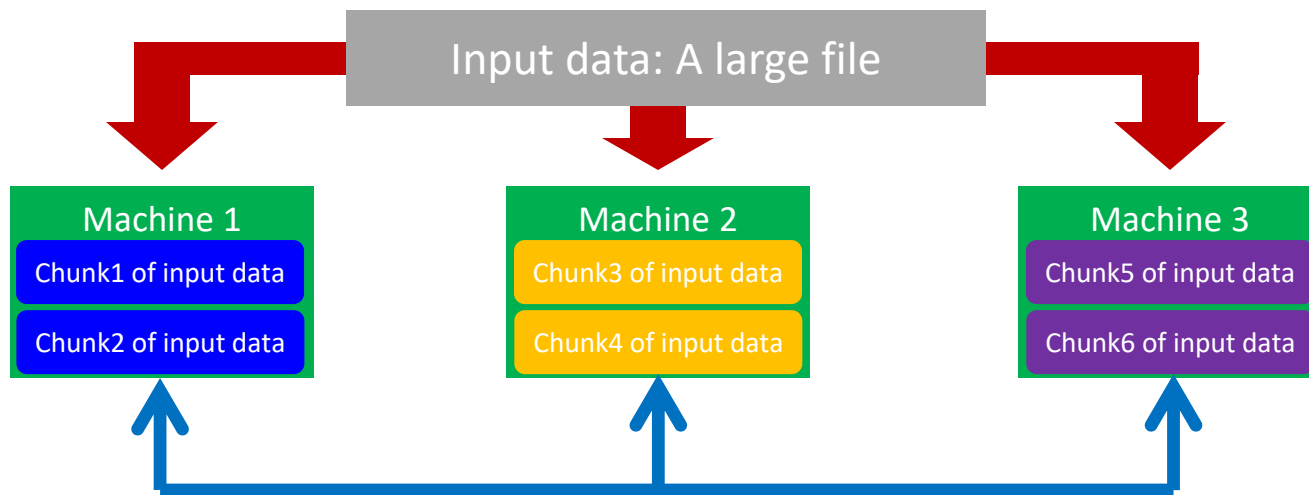 Input data: A large file
Machine 1
Chunk1 of input data
Chunk2 of input data
Machine 2
Chunk3 of input data
Chunk4 of input data
Machine 3
Chunk5 of input data
Chunk6 of input data